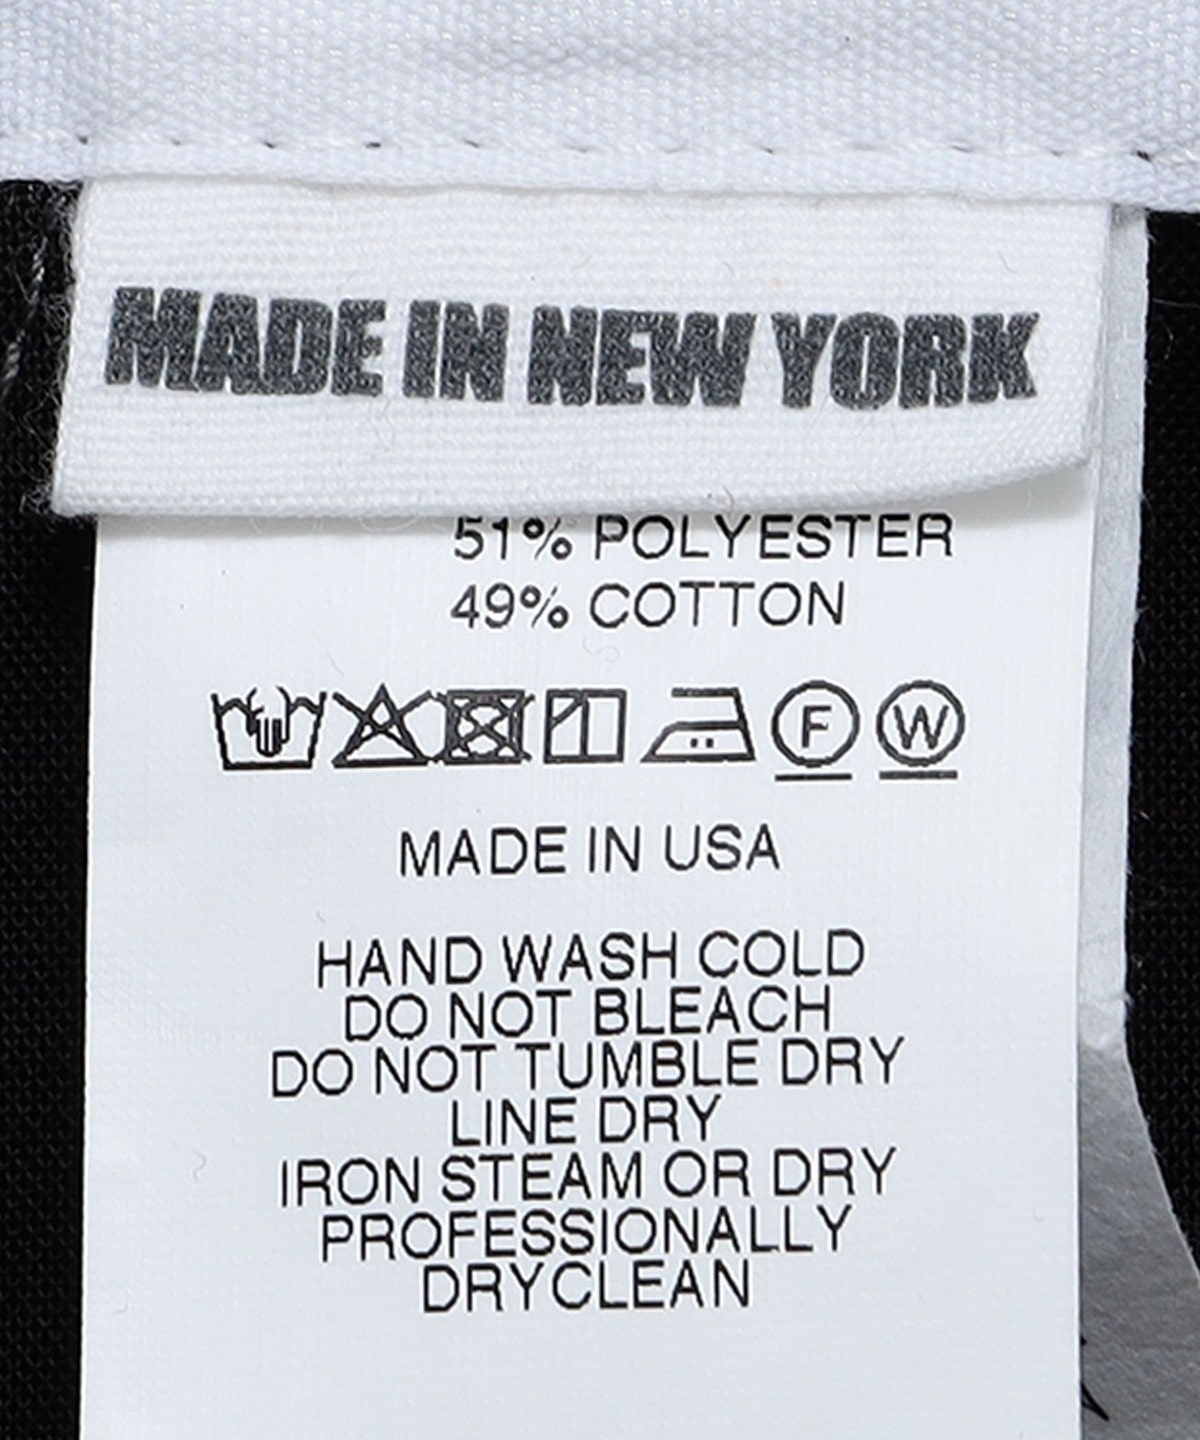 MADE IN NEW YORK
51% POLYESTER
49% COTTON
F W
MADE IN USA
HAND WASH COLD
DO NOT BLEACH
DO NOT TUMBLE DRY
LINE DRY
IRON STEAM OR DRY
PROFESSIONALLY
DRYCLEAN